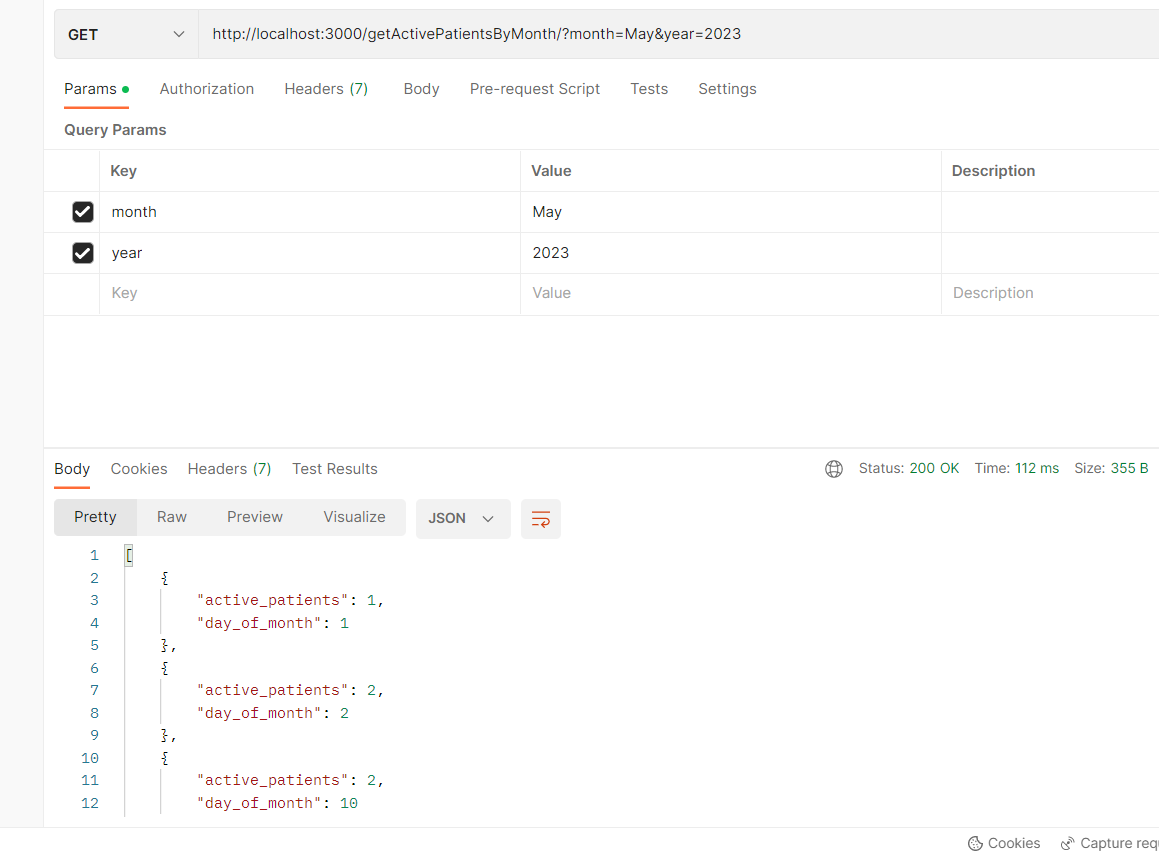 GET http://localhost:3000/getActivePatientsByMonth/?month=May&year=2023
Params Authorization Headers (7) Body Pre-request Script Tests Settings
Query Params
Key Value Description
month May
year 2023
Key Value Description
Body Cookies Headers (7) Test Results Status: 200 OK Time: 112 ms Size: 355 B
Pretty Raw Preview Visualize JSON
1 [
2 {
3 "active_patients": 1,
4 "day_of_month": 1
5 },
6 {
7 "active_patients": 2,
8 "day_of_month": 2
9 },
10 {
11 "active_patients": 2,
12 "day_of_month": 10
Cookies Capture req